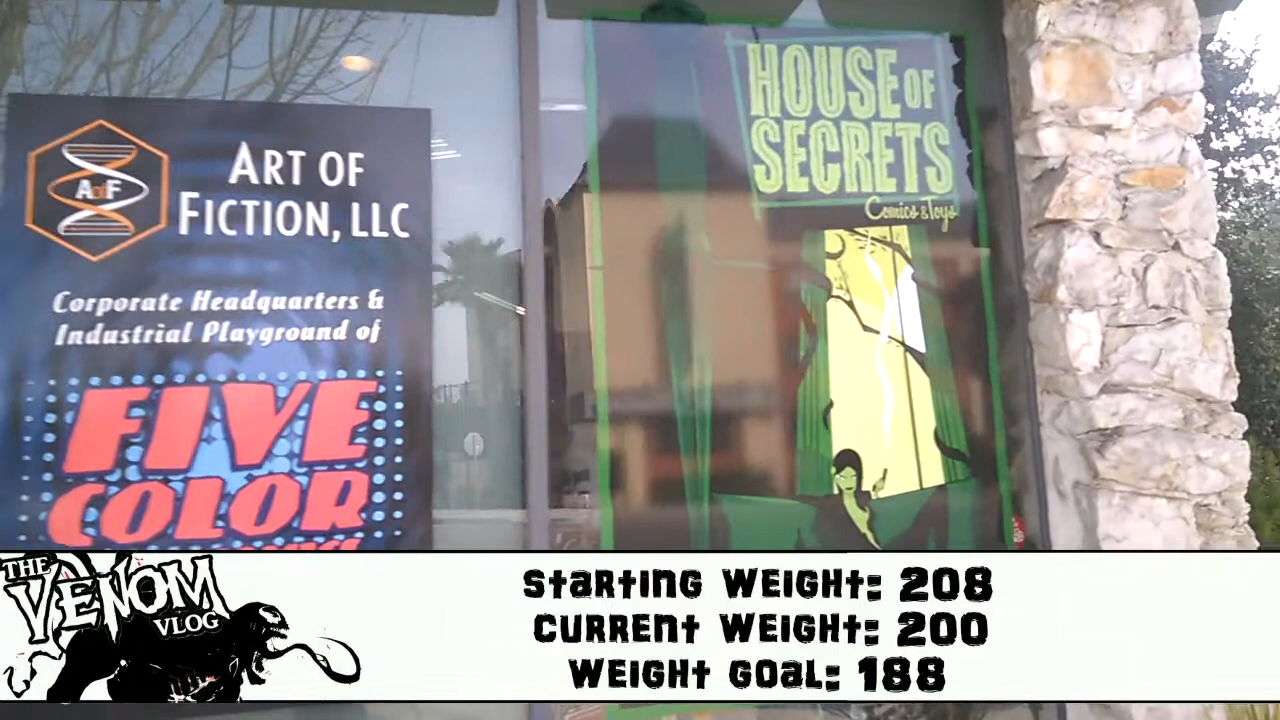 AoF
ART OF
FICTION, LLC
Corporate Headquarters &
Industrial Playground of
FIVE
COLOR
HOUSE OF
SECRETS
Comics & Toys
THE
VENOM
VLOG
STARTING WEIGHT: 208
CURRENT WEIGHT: 200
WEIGHT GOAL: 188